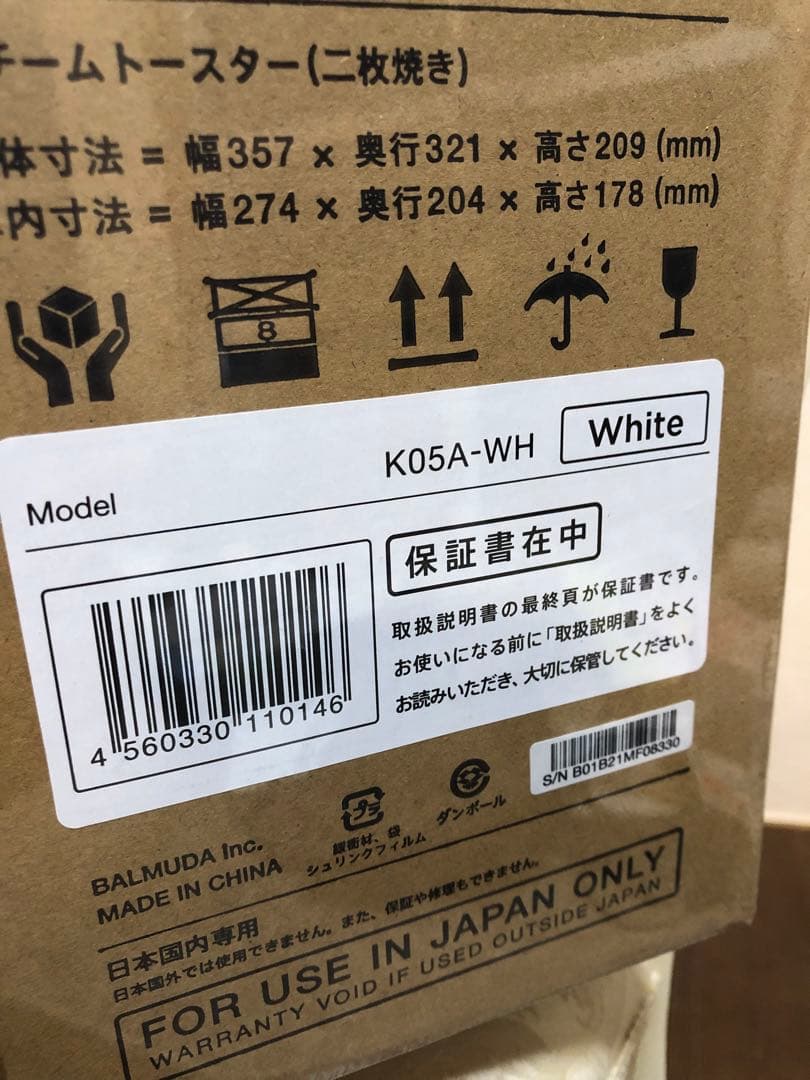 チームトースター(二枚焼き)
体寸法 = 幅357 × 奥行321 × 高さ209 (mm)
内寸法 = 幅274 × 奥行204 × 高さ178 (mm)
8
Model K05A-WH White
保証書在中
取扱説明書の最終頁が保証書です。
お使いになる前に「取扱説明書」をよく
お読みいただき、大切に保管してください。
4 560330 110146
S/N B01B21MF08330
プラ
緩衝材、袋
シュリンクフィルム
ダンボール
BALMUDA Inc.
MADE IN CHINA
日本国内専用
日本国外では使用できません。また、保証や修理もできません。
FOR USE IN JAPAN ONLY
WARRANTY VOID IF USED OUTSIDE JAPAN